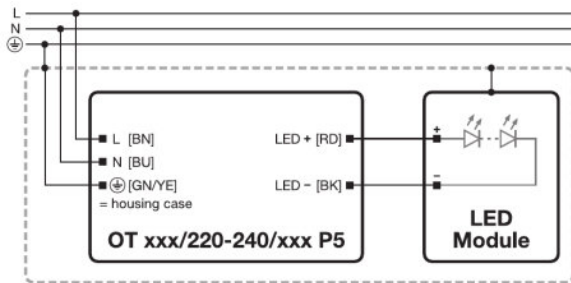 L
N
L [BN]
LED + [RD]
+
N [BU]
[GN/YE]
LED − [BK]
−
= housing case
OT xxx/220-240/xxx P5
LED
Module